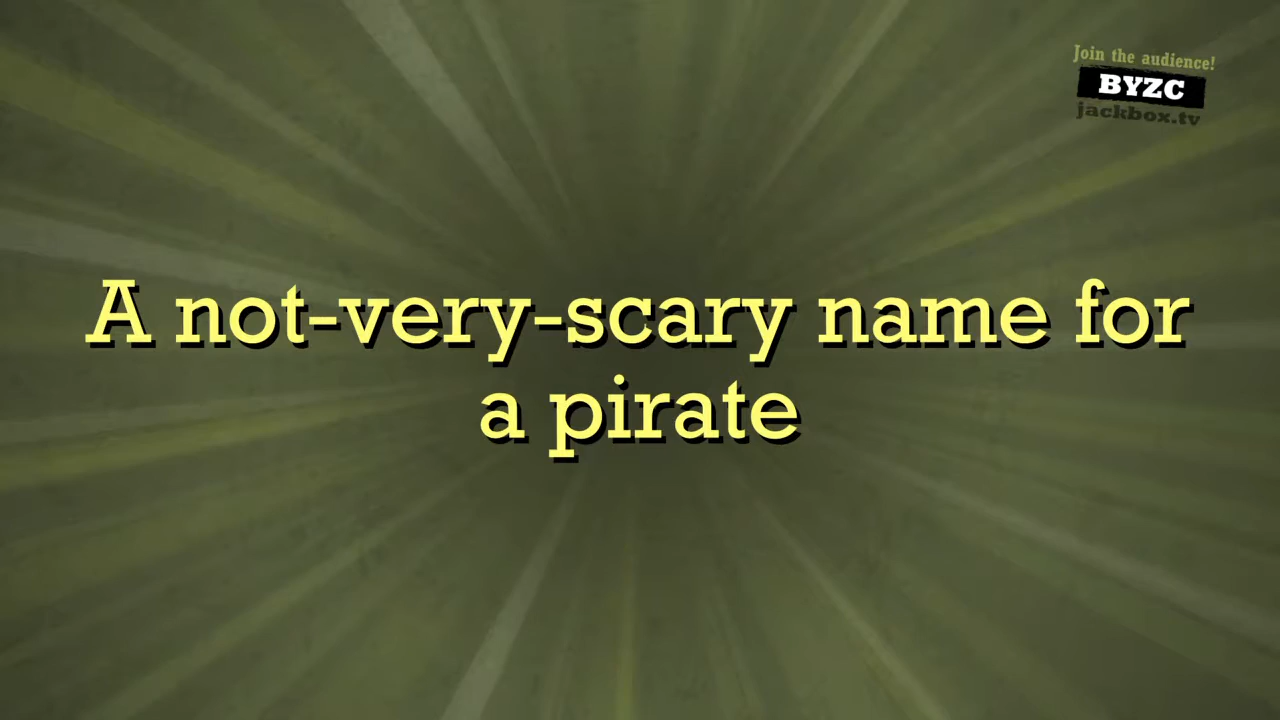 Join the audience!
BYZC
jackbox.tv
A not-very-scary name for
a pirate